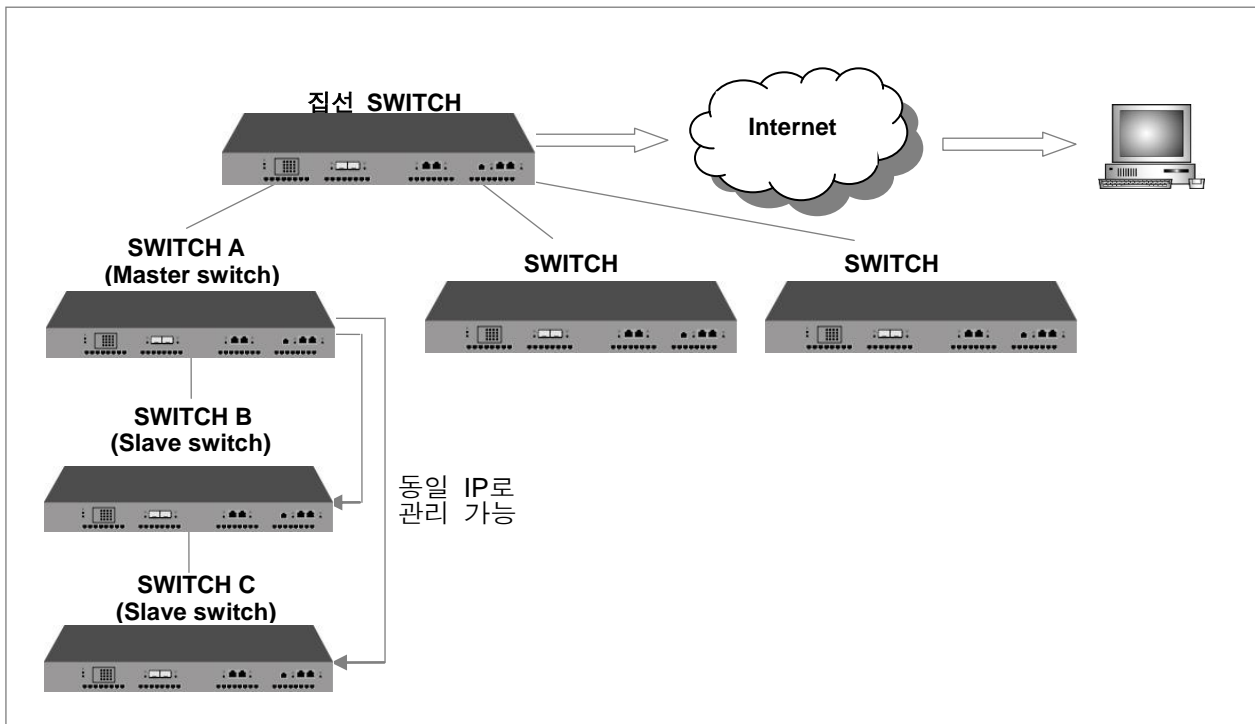 집선 SWITCH
Internet
SWITCH A
(Master switch)
SWITCH
SWITCH
SWITCH B
(Slave switch)
동일 IP로
관리 가능
SWITCH C
(Slave switch)